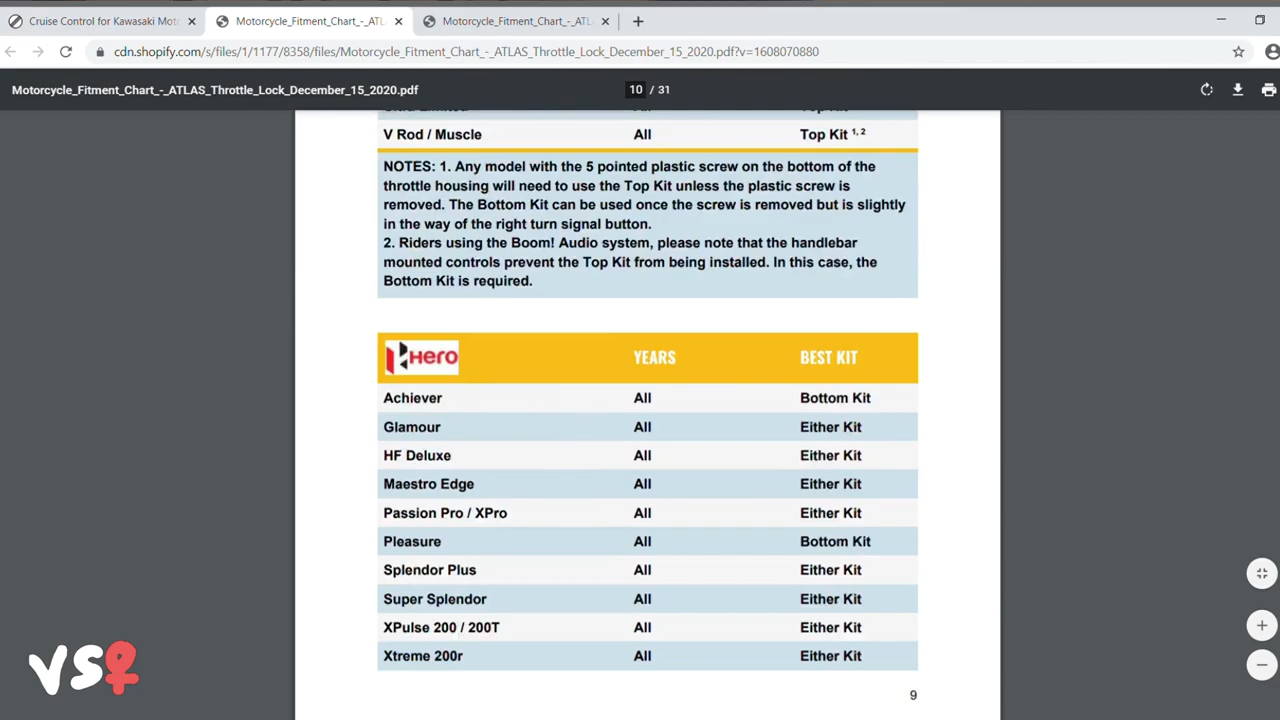 Cruise Control for Kawasaki Mot
Motorcycle_Fitment_Chart_-_ATL
Motorcycle_Fitment_Chart_-_ATL
cdn.shopify.com/s/files/1/1177/8358/files/Motorcycle_Fitment_Chart_-_ATLAS_Throttle_Lock_December_15_2020.pdf?v=1608070880
Motorcycle_Fitment_Chart_-_ATLAS_Throttle_Lock_December_15_2020.pdf
10 / 31
V Rod / Muscle All Top Kit 1, 2
NOTES: 1. Any model with the 5 pointed plastic screw on the bottom of the
throttle housing will need to use the Top Kit unless the plastic screw is
removed. The Bottom Kit can be used once the screw is removed but is slightly
in the way of the right turn signal button.
2. Riders using the Boom! Audio system, please note that the handlebar
mounted controls prevent the Top Kit from being installed. In this case, the
Bottom Kit is required.
Hero YEARS BEST KIT
Achiever All Bottom Kit
Glamour All Either Kit
HF Deluxe All Either Kit
Maestro Edge All Either Kit
Passion Pro / XPro All Either Kit
Pleasure All Bottom Kit
Splendor Plus All Either Kit
Super Splendor All Either Kit
XPulse 200 / 200T All Either Kit
Xtreme 200r All Either Kit
9
VS